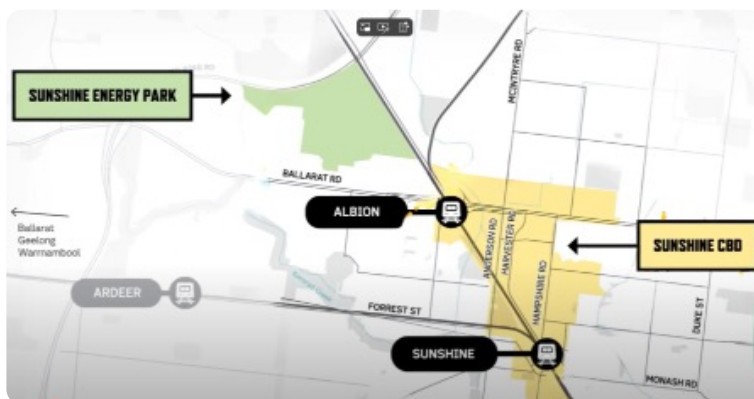 SUNSHINE ENERGY PARK
MCINTYRE RD
BALLARAT RD
ALBION
Ballarat
Geelong
Warrnambool
ANDERSON RD
HARVESTER RD
HAMPSHIRE RD
SUNSHINE CBD
ARDEER
FORREST ST
DUKE ST
SUNSHINE
MONASH RD